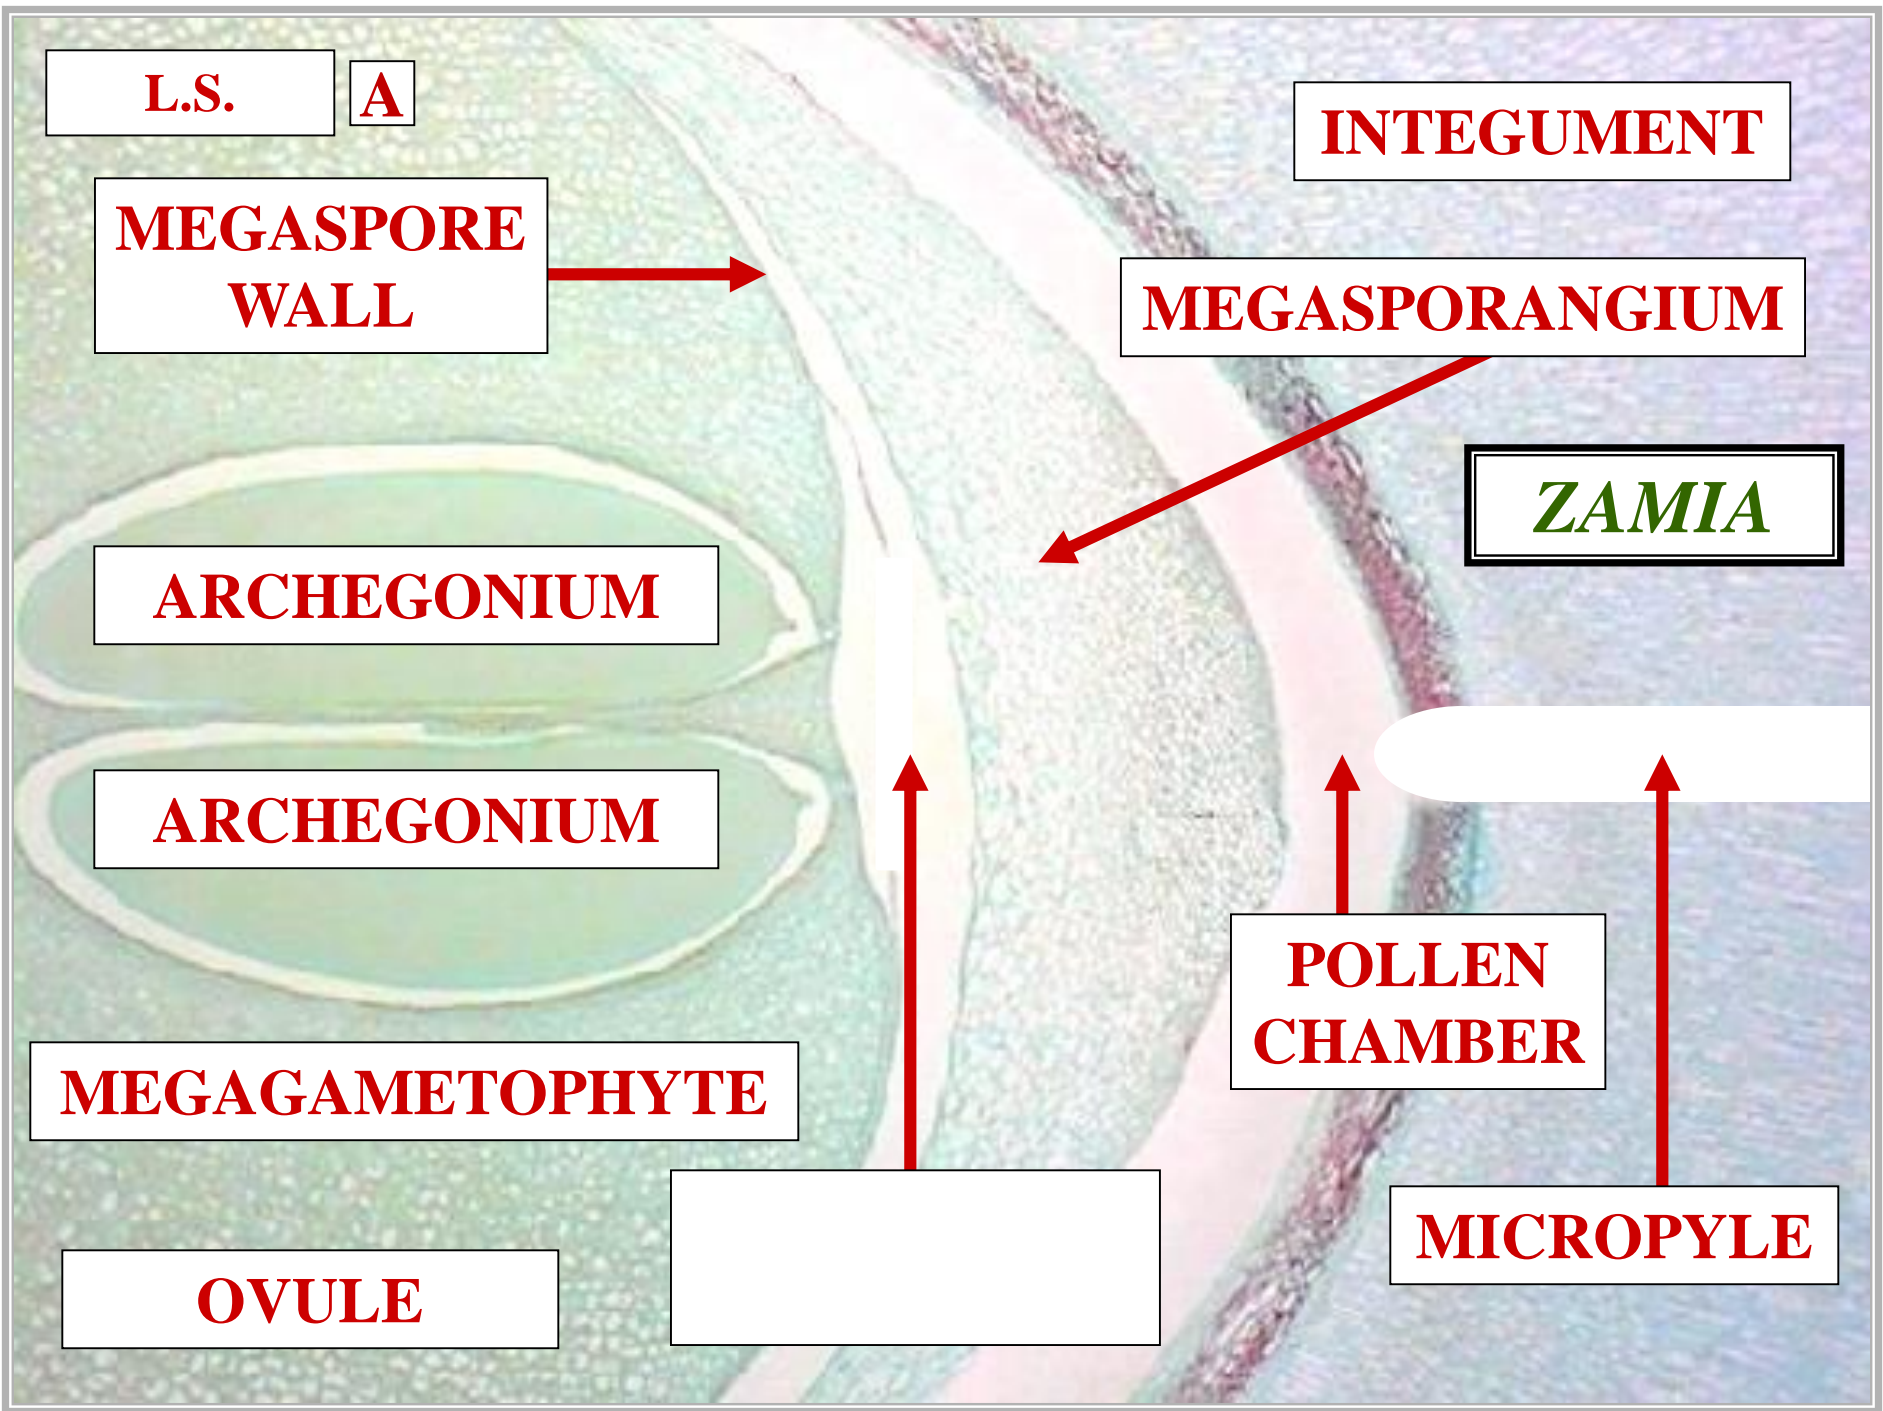 L.S.
A
INTEGUMENT
MEGASPORE
WALL
MEGASPORANGIUM
ZAMIA
ARCHEGONIUM
ARCHEGONIUM
POLLEN
CHAMBER
MEGAGAMETOPHYTE
MICROPYLE
OVULE